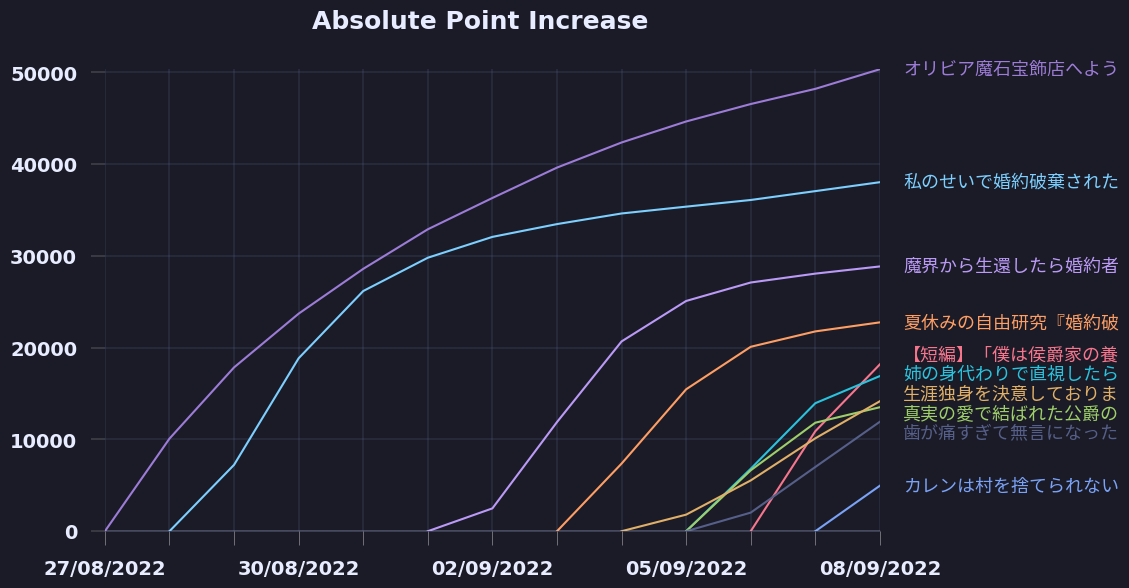 Absolute Point Increase
50000
40000
30000
20000
10000
0
27/08/2022
30/08/2022
02/09/2022
05/09/2022
08/09/2022
オリビア魔石宝飾店へよう
私のせいで婚約破棄された
魔界から生還したら婚約者
夏休みの自由研究『婚約破
【短編】「僕は侯爵家の養
姉の身代わりで直視したら
生涯独身を決意しておりま
真実の愛で結ばれた公爵の
歯が痛すぎて無言になった
カレンは村を捨てられない